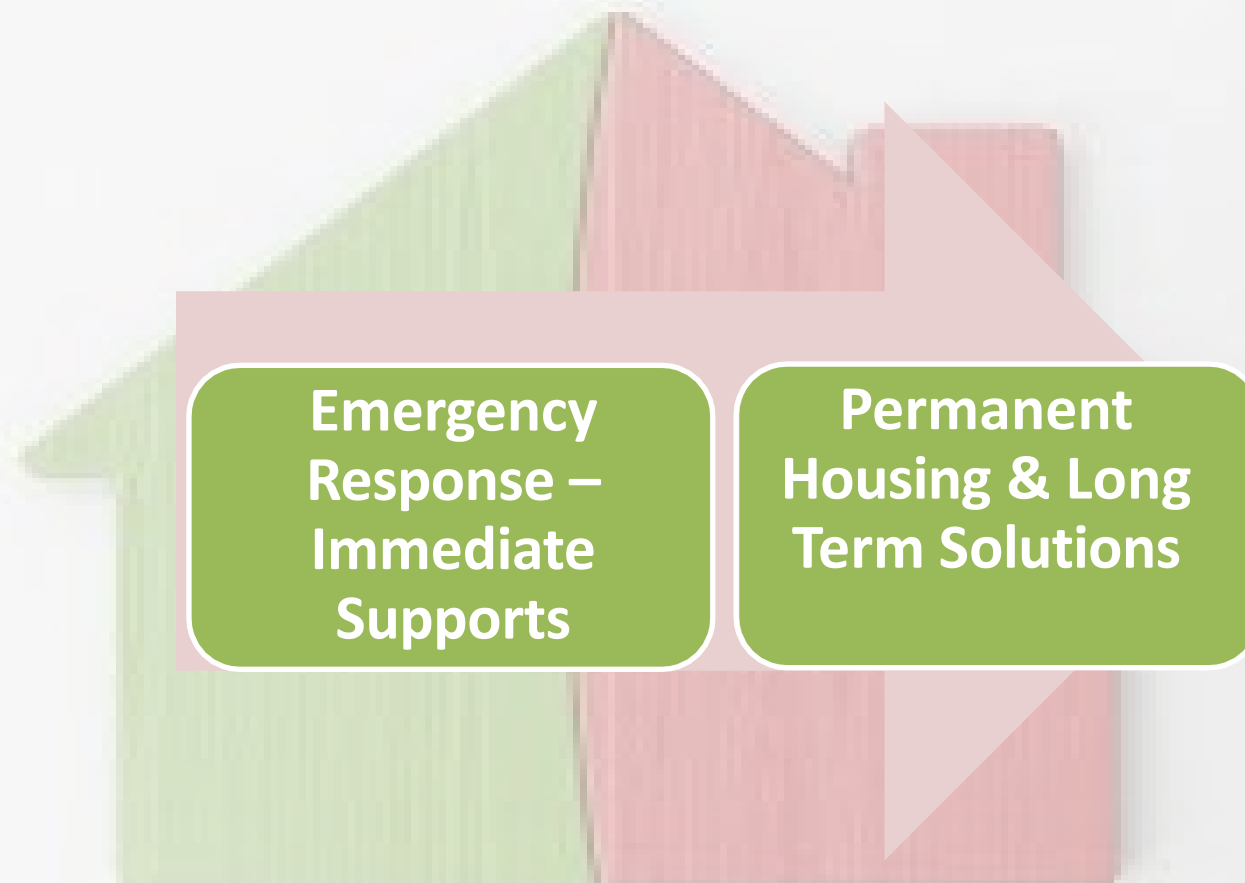 Emergency
Response –
Immediate
Supports
Permanent
Housing & Long
Term Solutions